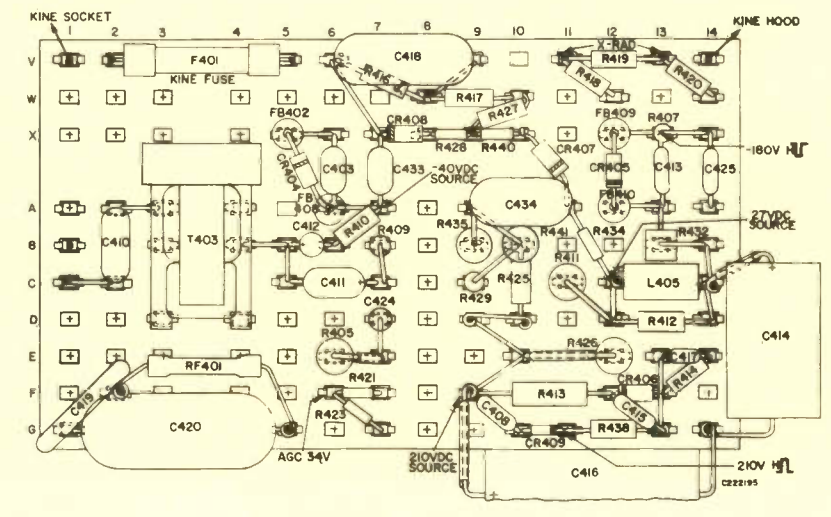 KINE SOCKET
KINE HOOD
1 2 3 4 5 6 7 8 9 10 11 12 13 14
V
F401
KINE FUSE
C418
R416
X-RAD
R419
R418
R420
W
R417
R427
FB402
FB409
R407
X
CR408
R428
R440
CR407
-180V H
CR404
C403
C433
CR405
C413
C425
-40VDC
SOURCE
FB
408
FB410
C434
A
R410
27VDC
SOURCE
C412
R409
R435
R441
R434
R432
B
C410
T403
R411
C
C411
R429
R425
L405
C424
D
R412
C414
R405
R426
E
C417
RF401
R421
R414
CR406
F
C419
R413
R423
C408
C415
G
C420
CR409
R438
AGC 34V
210VDC
SOURCE
C416
210V H
C222195